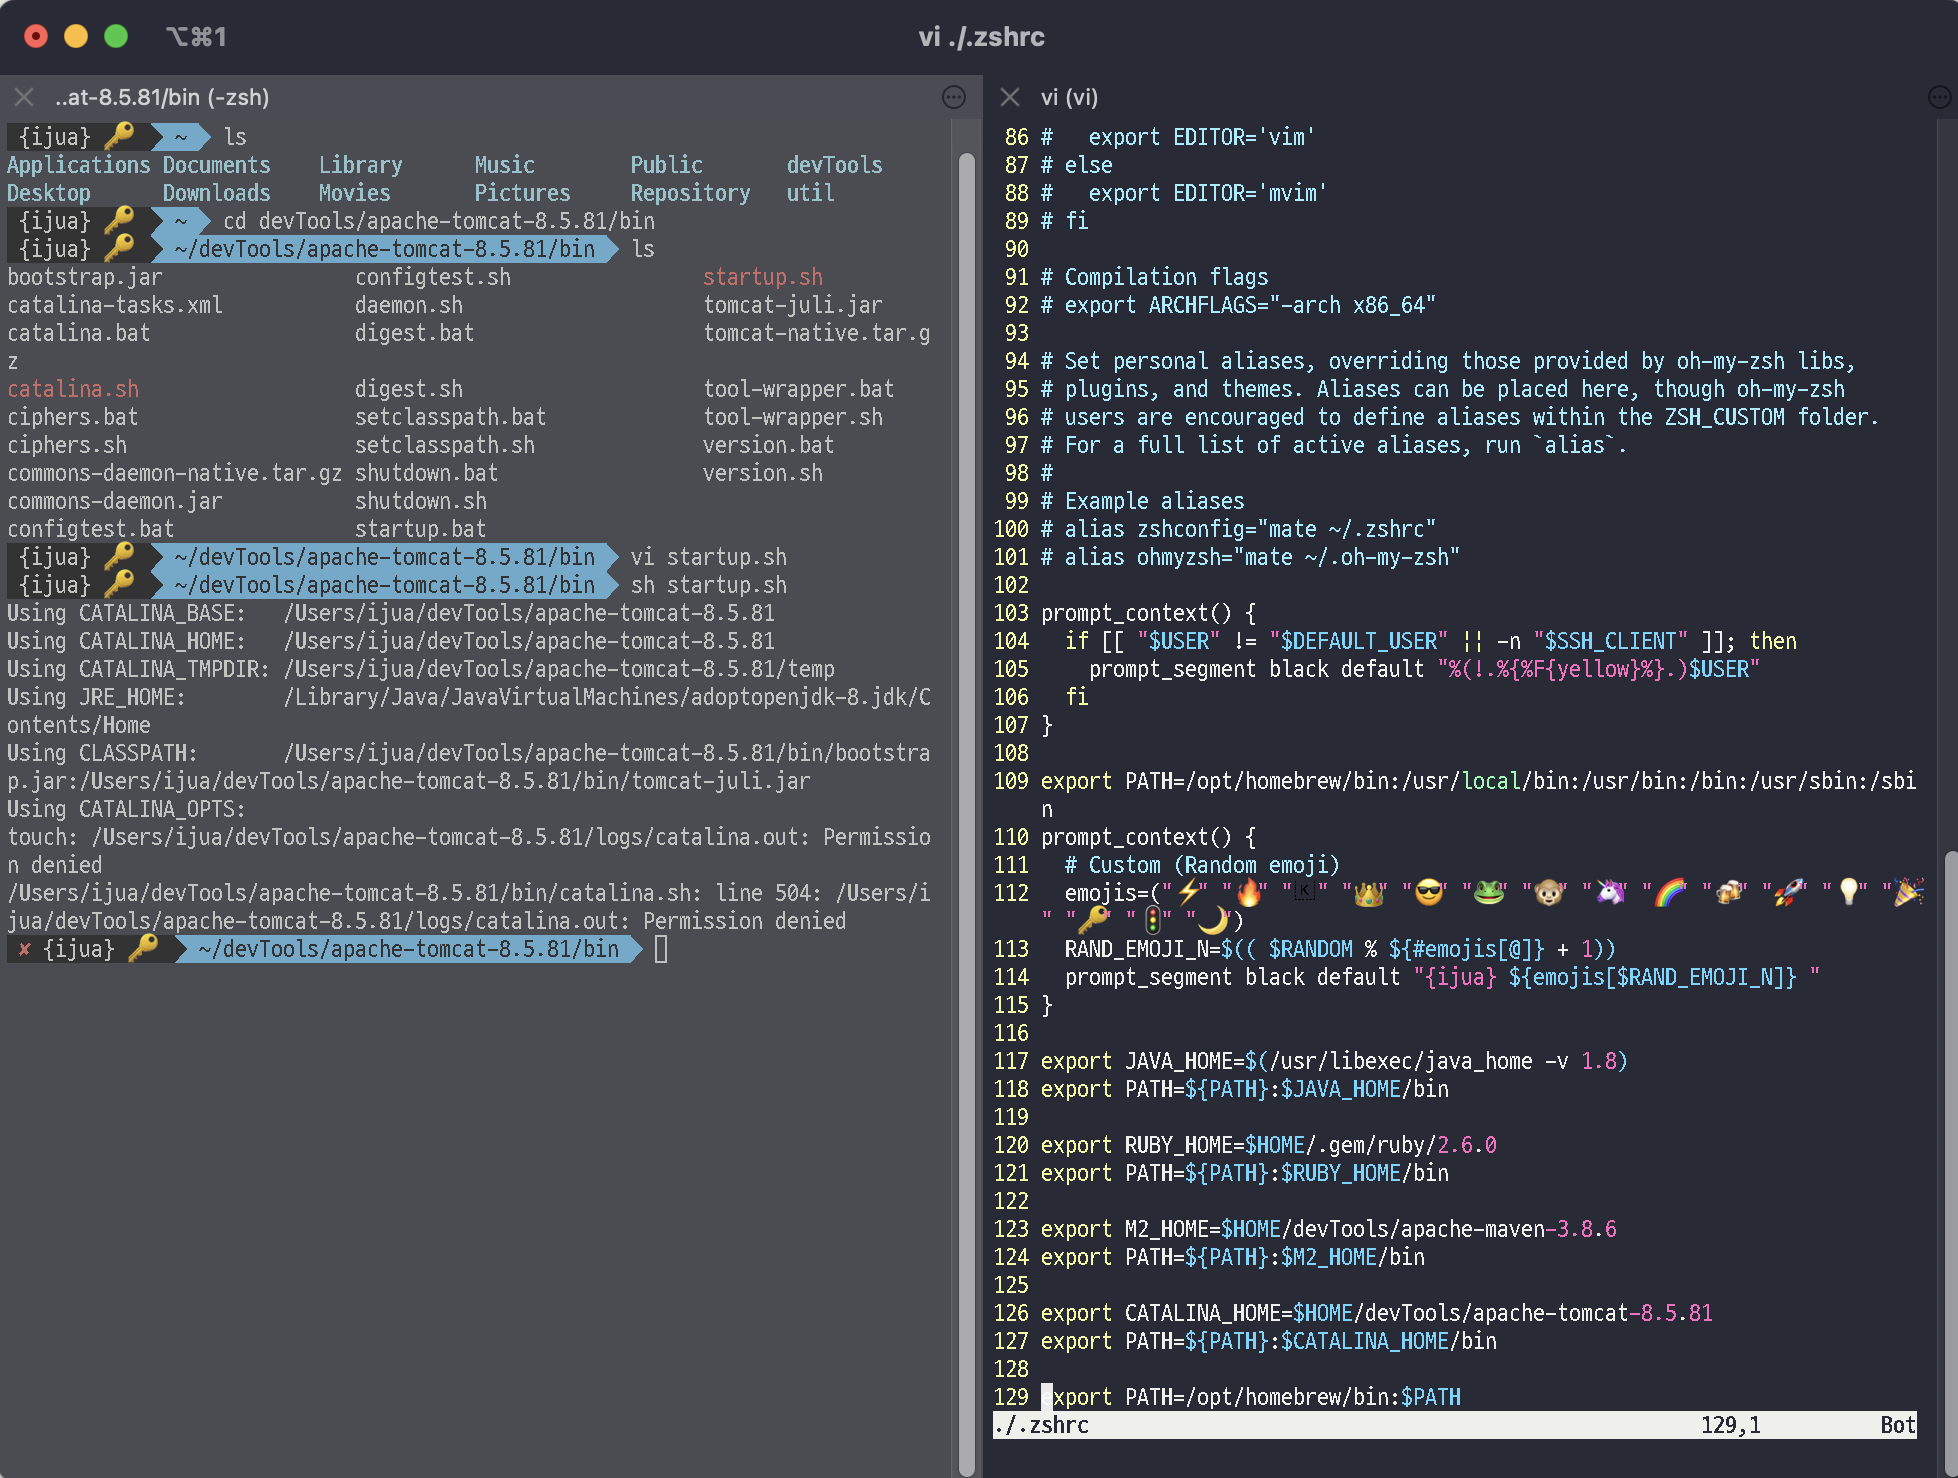 ⌥⌘1
vi ./.zshrc
..at-8.5.81/bin (-zsh)
{ijua} 🔑 ~ ls
Applications Documents Library Music Public devTools
Desktop Downloads Movies Pictures Repository util
{ijua} 🔑 ~ cd devTools/apache-tomcat-8.5.81/bin
{ijua} 🔑 ~/devTools/apache-tomcat-8.5.81/bin ls
bootstrap.jar configtest.sh startup.sh
catalina-tasks.xml daemon.sh tomcat-juli.jar
catalina.bat digest.bat tomcat-native.tar.g
z
catalina.sh digest.sh tool-wrapper.bat
ciphers.bat setclasspath.bat tool-wrapper.sh
ciphers.sh setclasspath.sh version.bat
commons-daemon-native.tar.gz shutdown.bat version.sh
commons-daemon.jar shutdown.sh
configtest.bat startup.bat
{ijua} 🔑 ~/devTools/apache-tomcat-8.5.81/bin vi startup.sh
{ijua} 🔑 ~/devTools/apache-tomcat-8.5.81/bin sh startup.sh
Using CATALINA_BASE: /Users/ijua/devTools/apache-tomcat-8.5.81
Using CATALINA_HOME: /Users/ijua/devTools/apache-tomcat-8.5.81
Using CATALINA_TMPDIR: /Users/ijua/devTools/apache-tomcat-8.5.81/temp
Using JRE_HOME: /Library/Java/JavaVirtualMachines/adoptopenjdk-8.jdk/C
ontents/Home
Using CLASSPATH: /Users/ijua/devTools/apache-tomcat-8.5.81/bin/bootstra
p.jar:/Users/ijua/devTools/apache-tomcat-8.5.81/bin/tomcat-juli.jar
Using CATALINA_OPTS:
touch: /Users/ijua/devTools/apache-tomcat-8.5.81/logs/catalina.out: Permissio
n denied
/Users/ijua/devTools/apache-tomcat-8.5.81/bin/catalina.sh: line 504: /Users/i
jua/devTools/apache-tomcat-8.5.81/logs/catalina.out: Permission denied
✘ {ijua} 🔑 ~/devTools/apache-tomcat-8.5.81/bin
vi (vi)
86 #   export EDITOR='vim'
87 # else
88 #   export EDITOR='mvim'
89 # fi
90
91 # Compilation flags
92 # export ARCHFLAGS="-arch x86_64"
93
94 # Set personal aliases, overriding those provided by oh-my-zsh libs,
95 # plugins, and themes. Aliases can be placed here, though oh-my-zsh
96 # users are encouraged to define aliases within the ZSH_CUSTOM folder.
97 # For a full list of active aliases, run `alias`.
98 #
99 # Example aliases
100 # alias zshconfig="mate ~/.zshrc"
101 # alias ohmyzsh="mate ~/.oh-my-zsh"
102
103 prompt_context() {
104   if [[ "$USER" != "$DEFAULT_USER" || -n "$SSH_CLIENT" ]]; then
105     prompt_segment black default "%(!.%{%F{yellow}%}.)$USER"
106   fi
107 }
108
109 export PATH=/opt/homebrew/bin:/usr/local/bin:/usr/bin:/bin:/usr/sbin:/sbi
n
110 prompt_context() {
111   # Custom (Random emoji)
112   emojis=("⚡" "🔥" "🇰" "👑" "😎" "🐸" "🐵" "🦄" "🌈" "🍻" "🚀" "💡" "🎉
" "🔑" "🚦" "🌙")
113   RAND_EMOJI_N=$(( $RANDOM % ${#emojis[@]} + 1))
114   prompt_segment black default "{ijua} ${emojis[$RAND_EMOJI_N]} "
115 }
116
117 export JAVA_HOME=$(/usr/libexec/java_home -v 1.8)
118 export PATH=${PATH}:$JAVA_HOME/bin
119
120 export RUBY_HOME=$HOME/.gem/ruby/2.6.0
121 export PATH=${PATH}:$RUBY_HOME/bin
122
123 export M2_HOME=$HOME/devTools/apache-maven-3.8.6
124 export PATH=${PATH}:$M2_HOME/bin
125
126 export CATALINA_HOME=$HOME/devTools/apache-tomcat-8.5.81
127 export PATH=${PATH}:$CATALINA_HOME/bin
128
129 export PATH=/opt/homebrew/bin:$PATH
./.zshrc 129,1 Bot